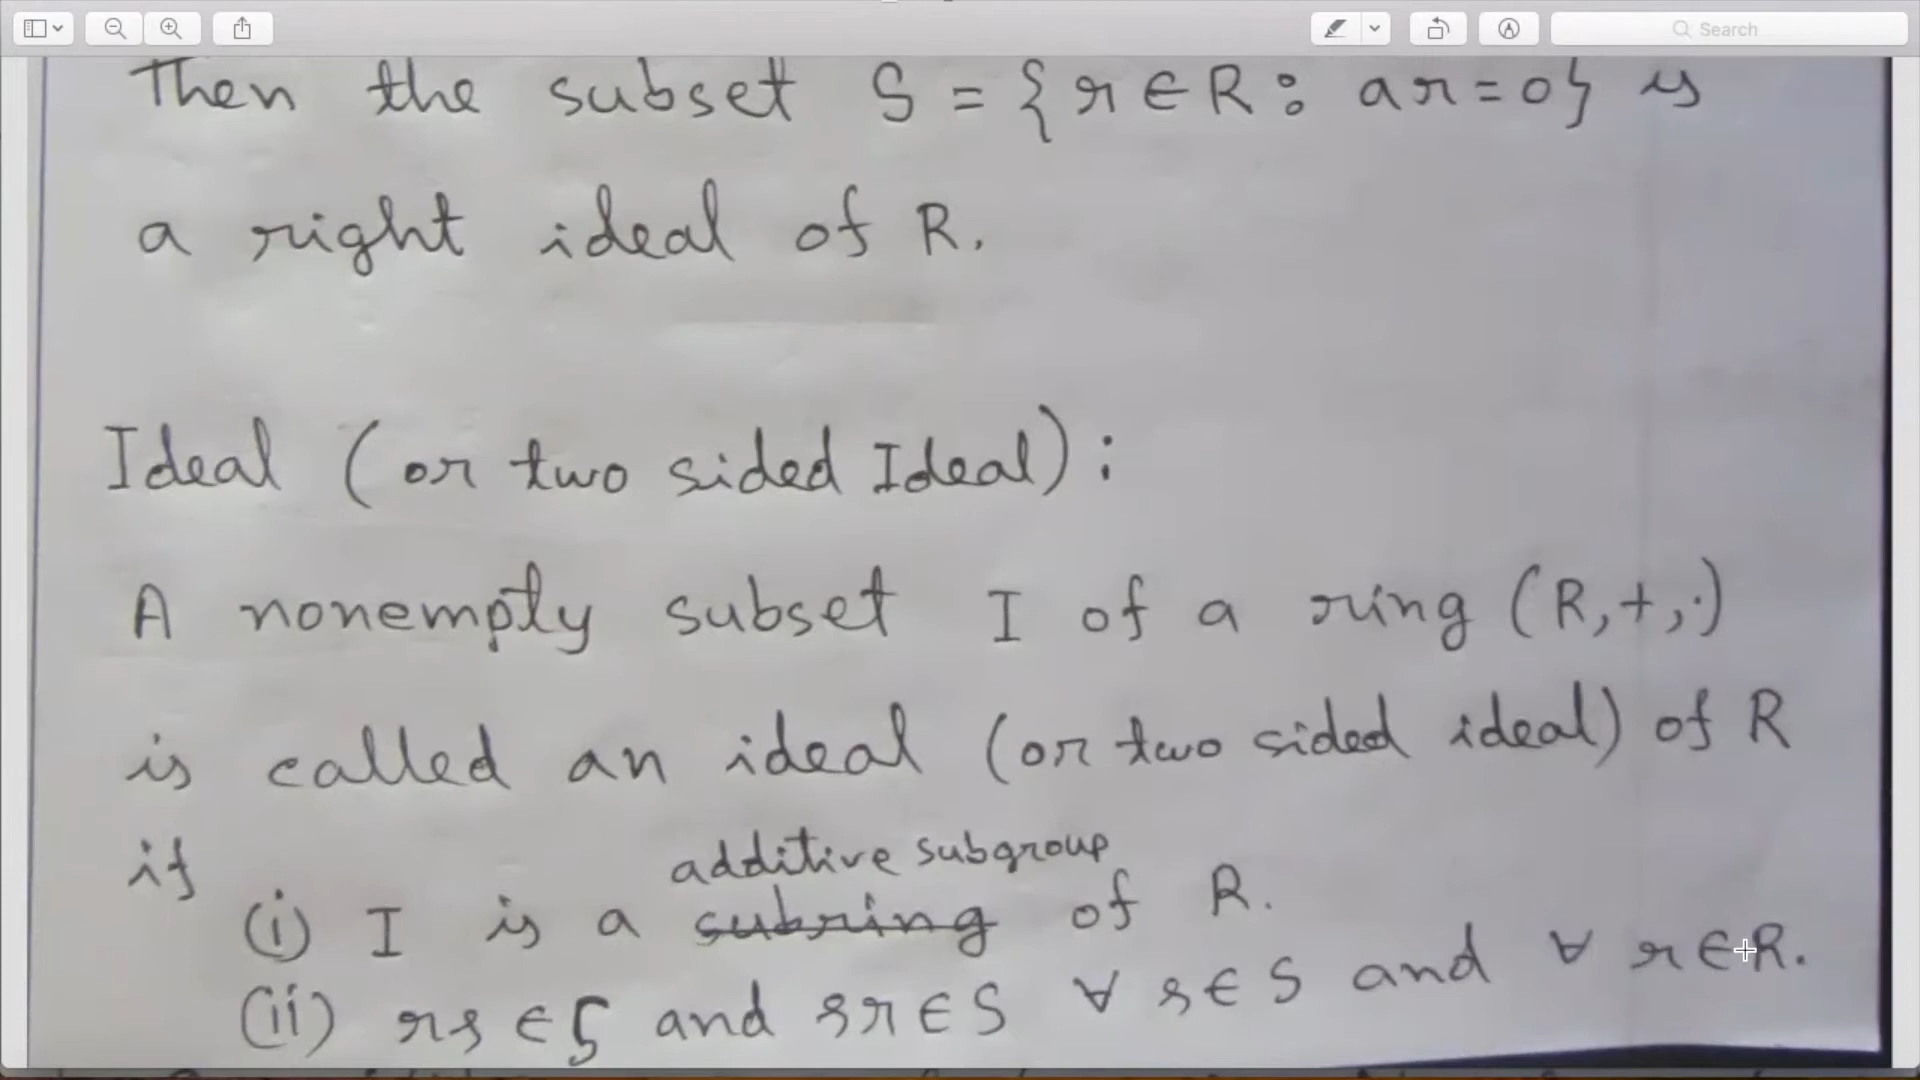 Search
Then the subset S = {r∈R: ar=0} is
a right ideal of R.
Ideal (or two sided Ideal):
A nonempty subset I of a ring (R,+,·)
is called an ideal (or two sided ideal) of R
if
additive subgroup
(i) I is a subring of R.
(ii) rs∈S and sr∈S ∀ s∈S and ∀ r∈R.